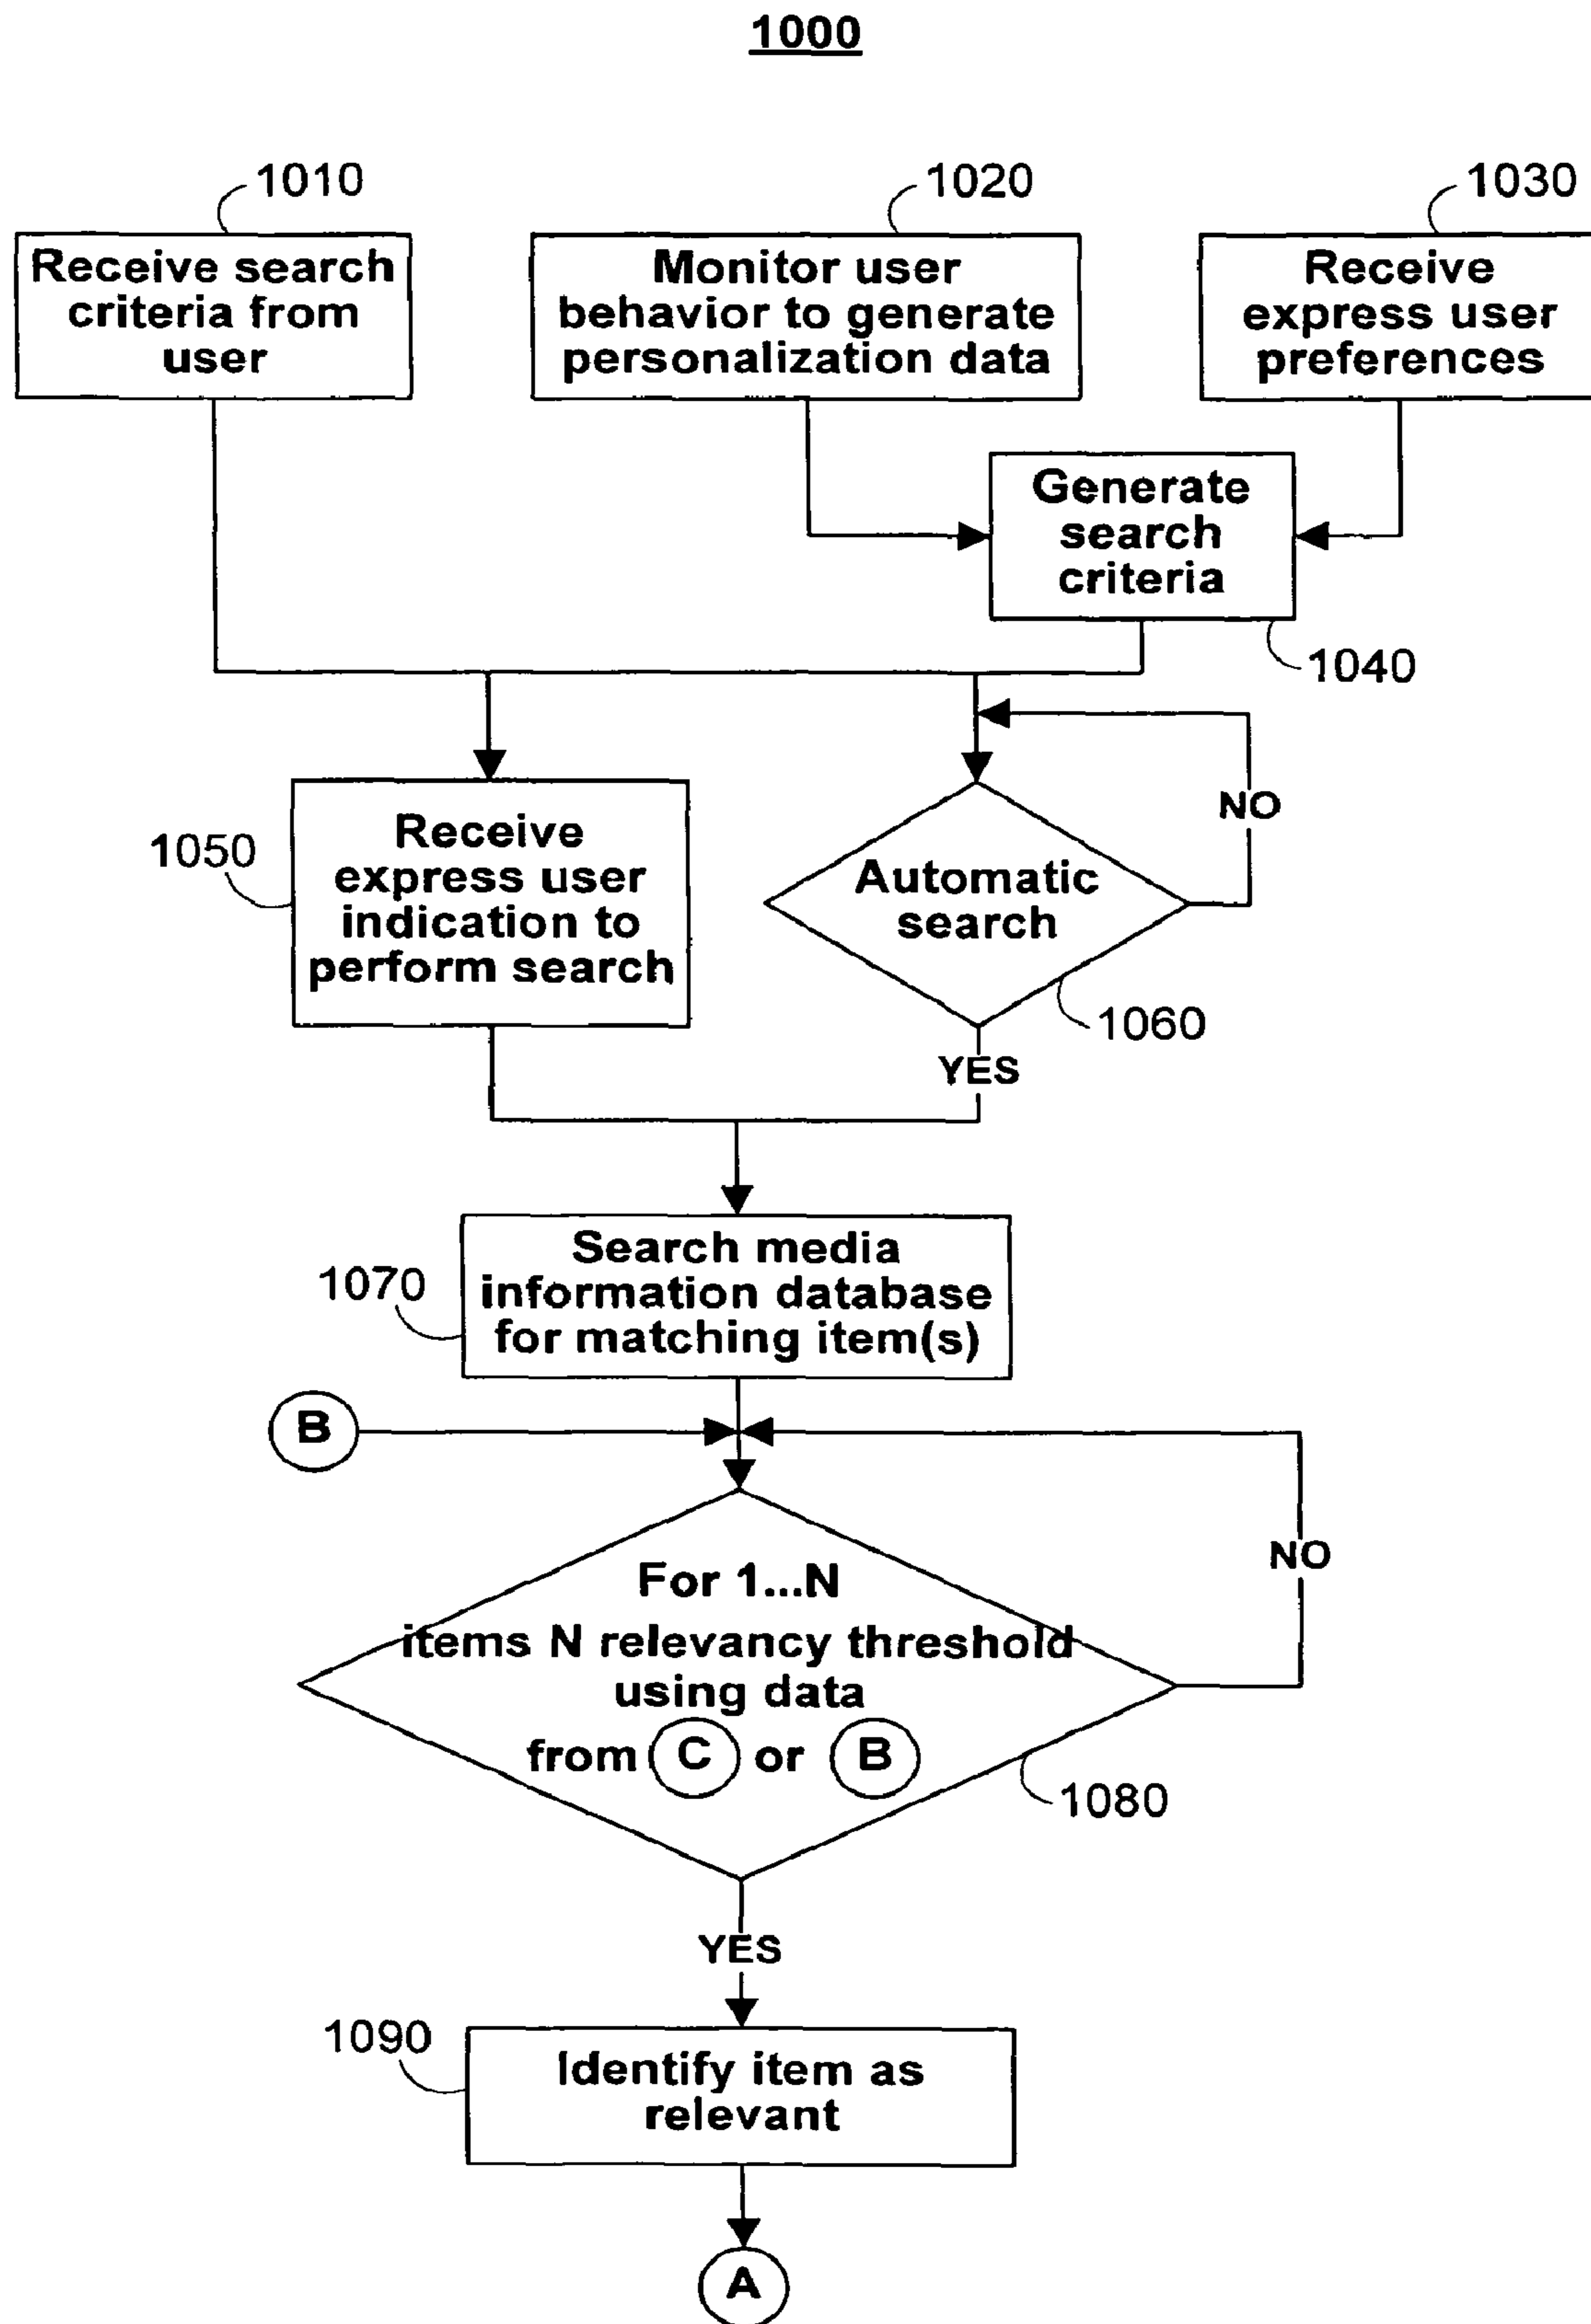 1000
1010
1020
1030
Receive search
criteria from
user
Monitor user
behavior to generate
personalization data
Receive
express user
preferences
Generate
search
criteria
1040
1050
Receive
express user
indication to
perform search
Automatic
search
NO
1060
YES
1070
Search media
information database
for matching item(s)
B
For 1...N
items N relevancy threshold
using data
from C or B
NO
1080
YES
1090
Identify item as
relevant
A